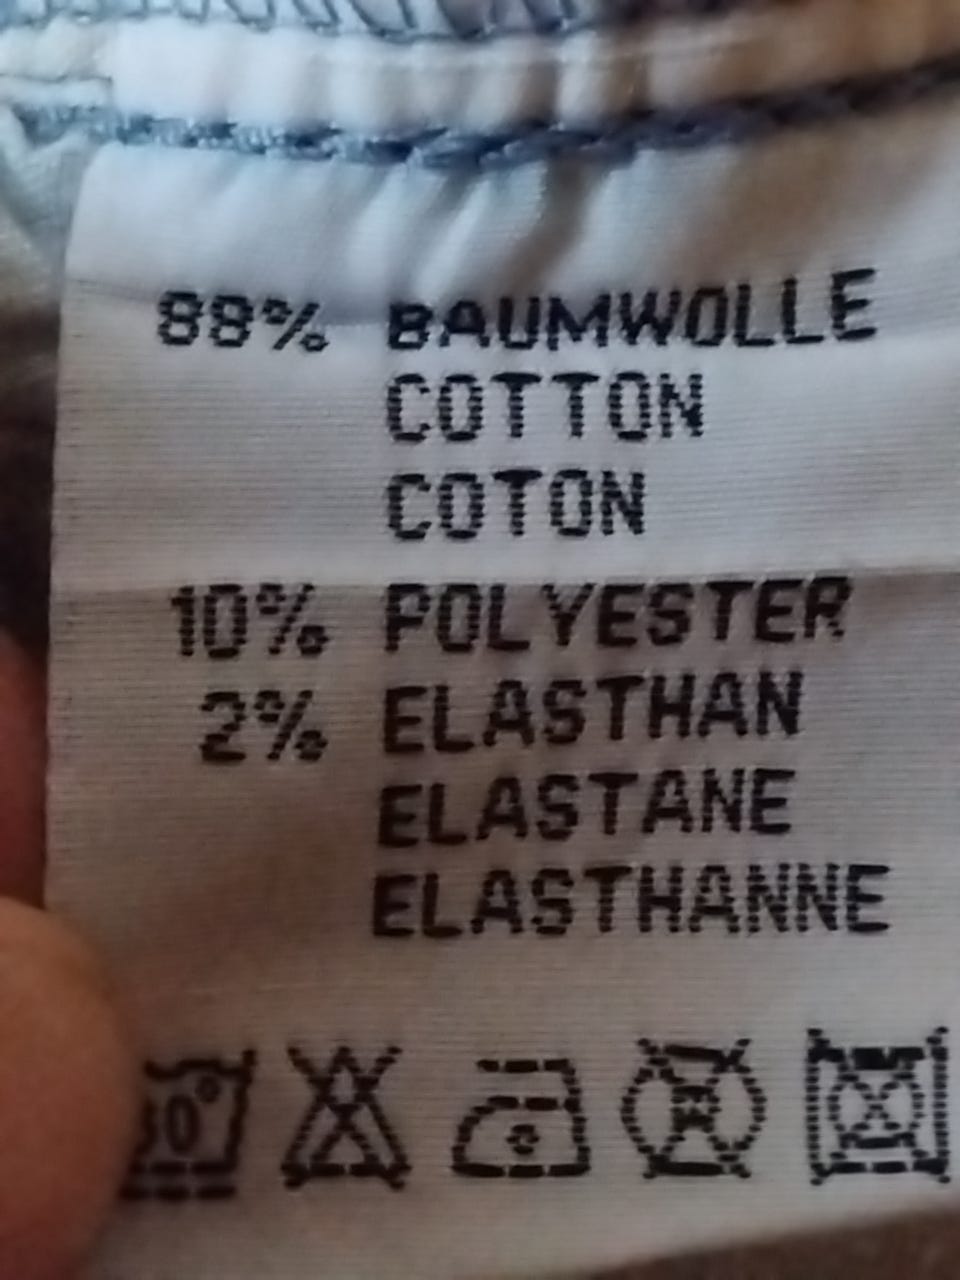 88% BAUMWOLLE
COTTON
COTON
10% POLYESTER
2% ELASTHAN
ELASTANE
ELASTHANNE